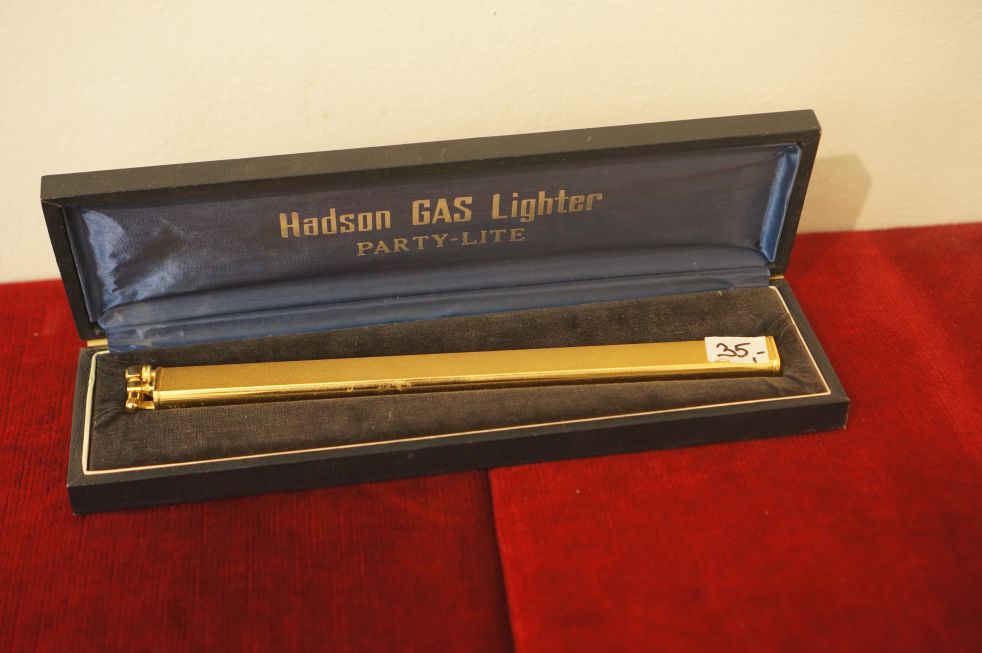 Hadson GAS Lighter
PARTY-LITE
35,-